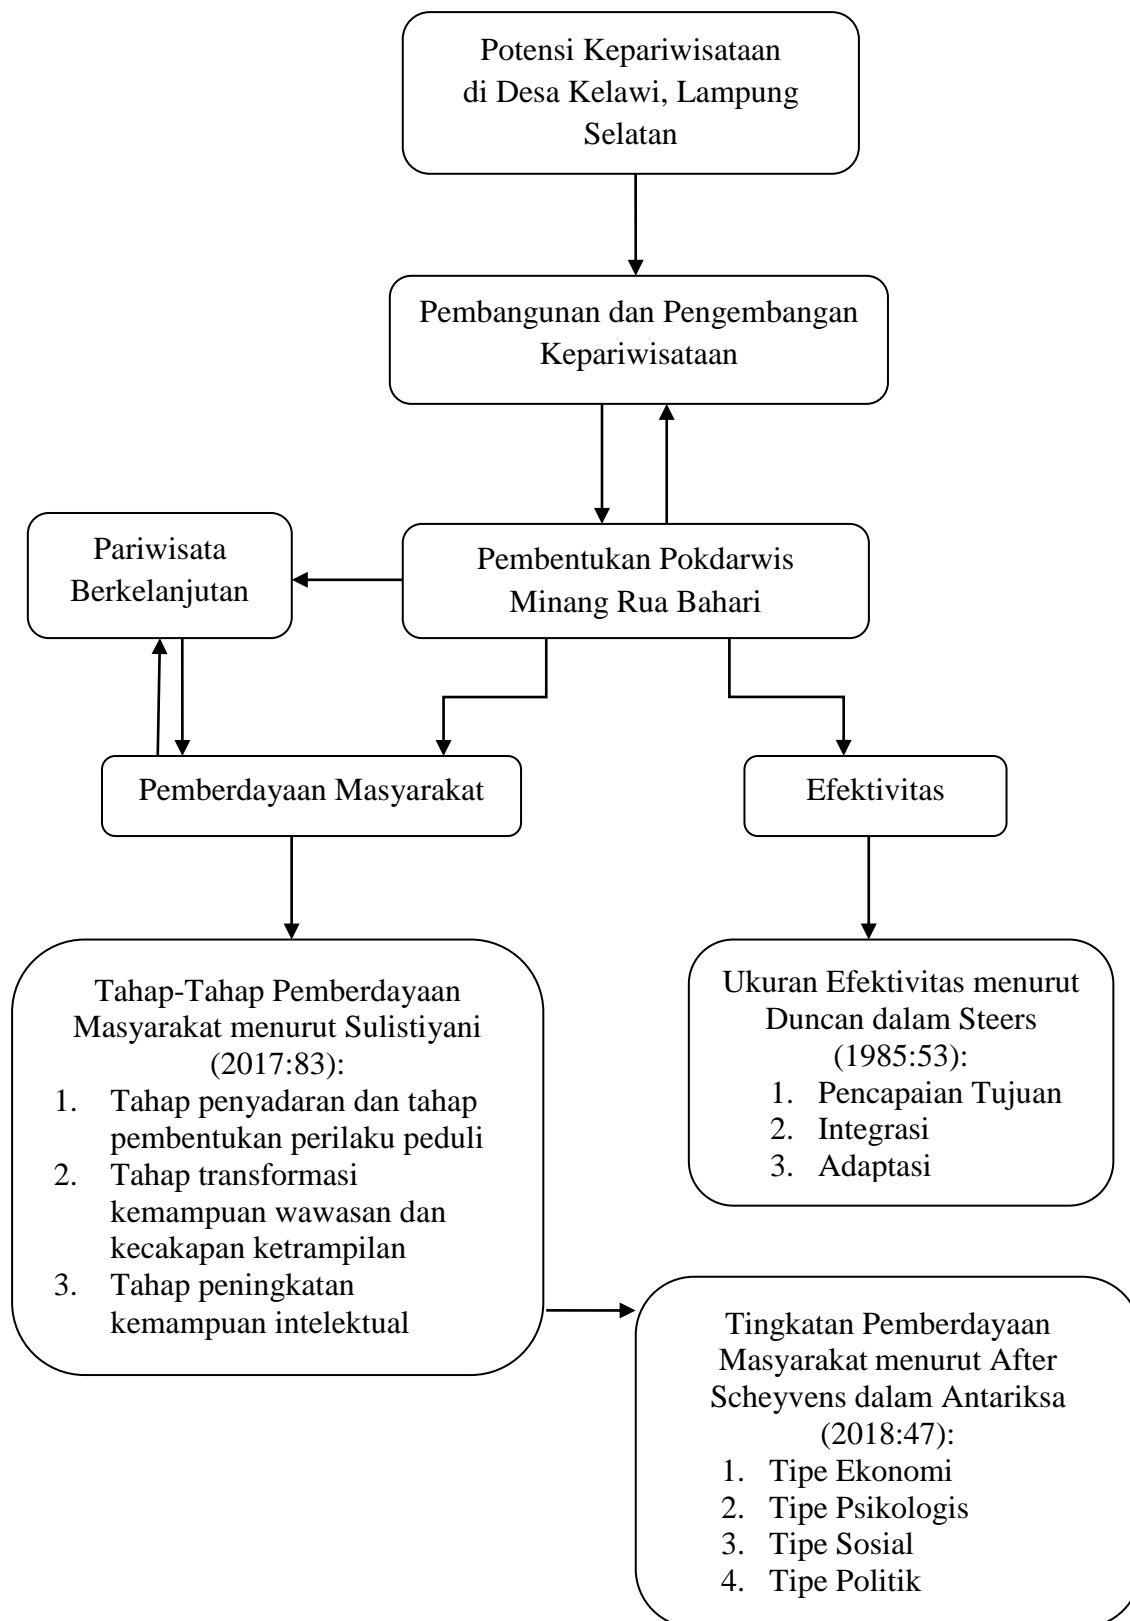 Potensi Kepariwisataan
di Desa Kelawi, Lampung
Selatan
Pembangunan dan Pengembangan
Kepariwisataan
Pariwisata
Berkelanjutan
Pembentukan Pokdarwis
Minang Rua Bahari
Pemberdayaan Masyarakat
Efektivitas
Tahap-Tahap Pemberdayaan
Masyarakat menurut Sulistiyani
(2017:83):
1. Tahap penyadaran dan tahap
pembentukan perilaku peduli
2. Tahap transformasi
kemampuan wawasan dan
kecakapan ketrampilan
3. Tahap peningkatan
kemampuan intelektual
Ukuran Efektivitas menurut
Duncan dalam Steers
(1985:53):
1. Pencapaian Tujuan
2. Integrasi
3. Adaptasi
Tingkatan Pemberdayaan
Masyarakat menurut After
Scheyvens dalam Antariksa
(2018:47):
1. Tipe Ekonomi
2. Tipe Psikologis
3. Tipe Sosial
4. Tipe Politik